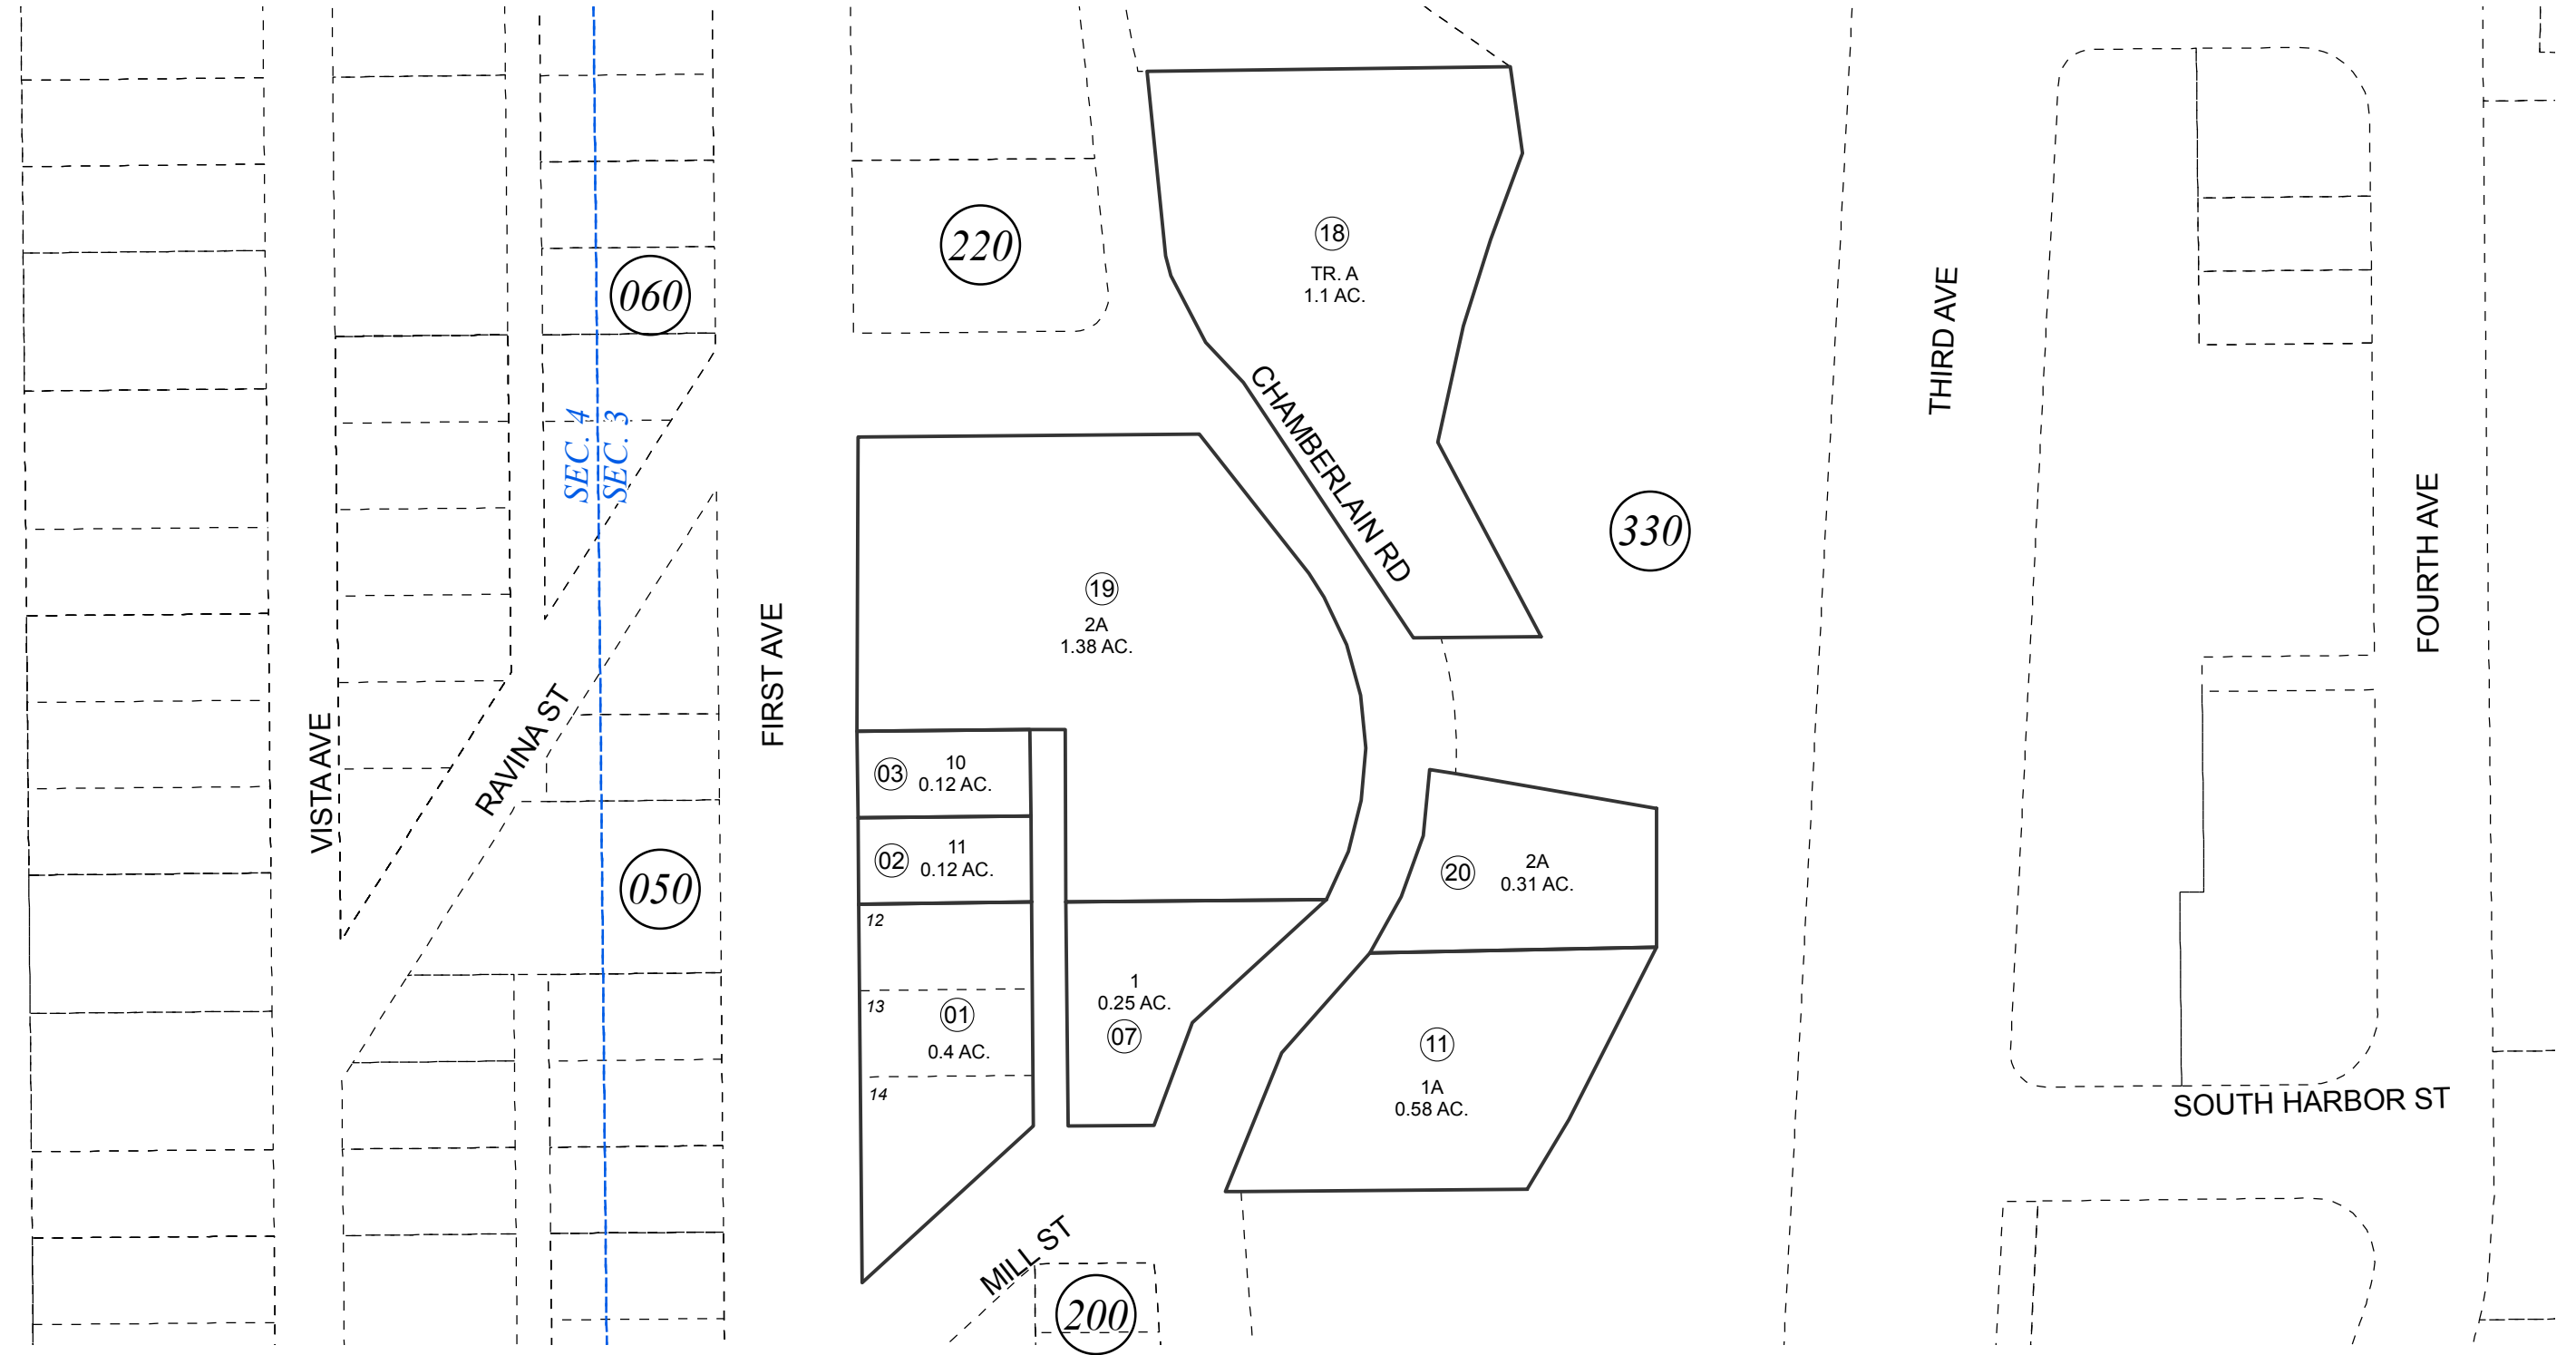 220
060
18
TR. A
1.1 AC.
THIRD AVE
CHAMBERLAIN RD
SEC. 4
SEC. 3
330
FOURTH AVE
19
2A
1.38 AC.
FIRST AVE
RAVINA ST
VISTA AVE
03
10
0.12 AC.
02
11
0.12 AC.
20
2A
0.31 AC.
050
12
13
01
0.4 AC.
14
1
0.25 AC.
07
11
1A
0.58 AC.
SOUTH HARBOR ST
MILL ST
200